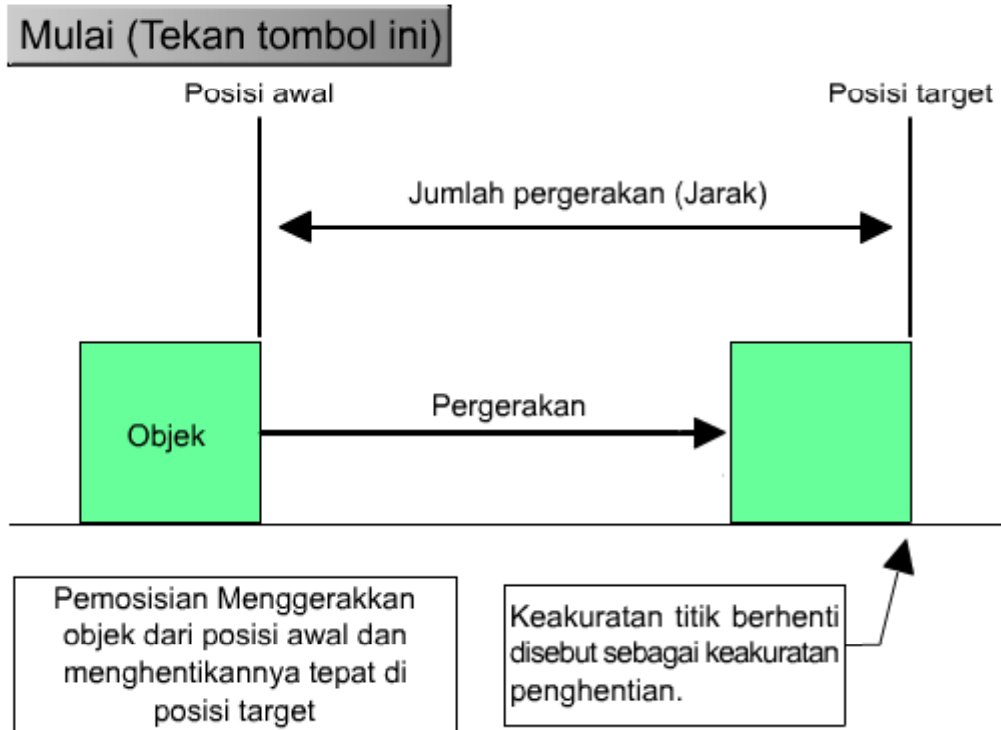 Mulai (Tekan tombol ini)
Posisi awal
Posisi target
Jumlah pergerakan (Jarak)
Pergerakan
Objek
Pemosisian Menggerakkan
objek dari posisi awal dan
menghentikannya tepat di
posisi target
Keakuratan titik berhenti
disebut sebagai keakuratan
penghentian.